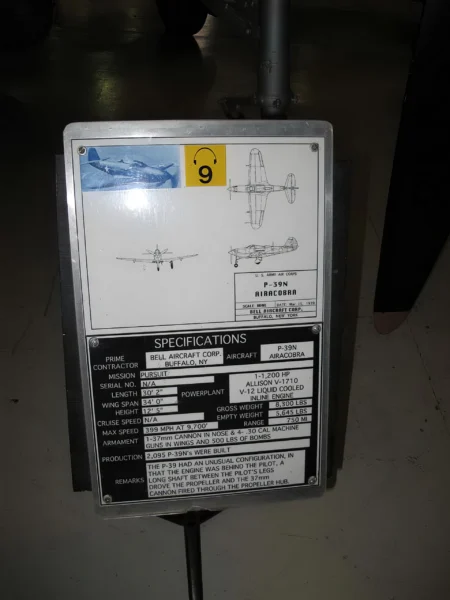 9
U. S. ARMY AIR CORPS
P-39N
AIRACOBRA
SCALE NONE DATE: Mar. 15, 1939
BELL AIRCRAFT CORP.
BUFFALO, NEW YORK
SPECIFICATIONS
PRIME CONTRACTOR BELL AIRCRAFT CORP. BUFFALO, NY AIRCRAFT P-39N AIRACOBRA
MISSION PURSUIT
SERIAL NO. N/A
LENGTH 30' 2"
WING SPAN 34' 0"
HEIGHT 12' 5"
CRUISE SPEED N/A
MAX SPEED 399 MPH AT 9,700'
POWERPLANT 1-1,200 HP
ALLISON V-1710
V-12 LIQUID COOLED
INLINE ENGINE
GROSS WEIGHT 8,300 LBS
EMPTY WEIGHT 5,645 LBS
RANGE 750 MI
ARMAMENT 1-37mm CANNON IN NOSE & 4- .30 CAL MACHINE
GUNS IN WINGS AND 500 LBS OF BOMBS
PRODUCTION 2,095 P-39N's WERE BUILT
REMARKS THE P-39 HAD AN UNUSUAL CONFIGURATION, IN
THAT THE ENGINE WAS BEHIND THE PILOT, A
LONG SHAFT BETWEEN THE PILOT'S LEGS
DROVE THE PROPELLER AND THE 37mm
CANNON FIRED THROUGH THE PROPELLER HUB.